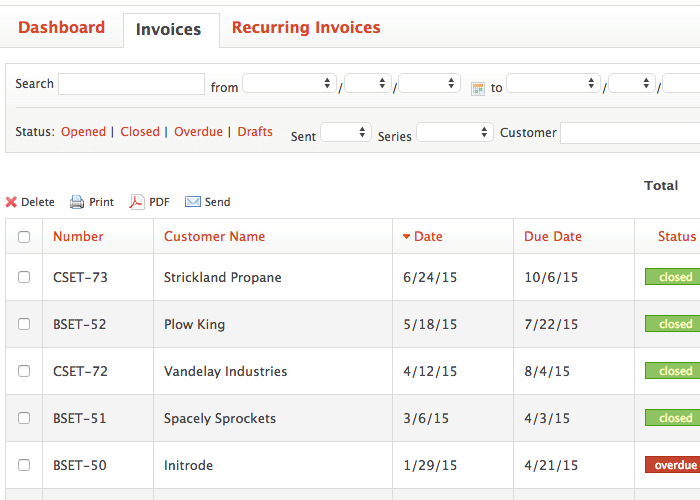 Dashboard Invoices Recurring Invoices
Search from / / to / /
Status: Opened | Closed | Overdue | Drafts Sent Series Customer
Total
Delete Print PDF Send
Number Customer Name Date Due Date Status
CSET-73 Strickland Propane 6/24/15 10/6/15 closed
BSET-52 Plow King 5/18/15 7/22/15 closed
CSET-72 Vandelay Industries 4/12/15 8/4/15 closed
BSET-51 Spacely Sprockets 3/6/15 4/3/15 closed
BSET-50 Initrode 1/29/15 4/21/15 overdue